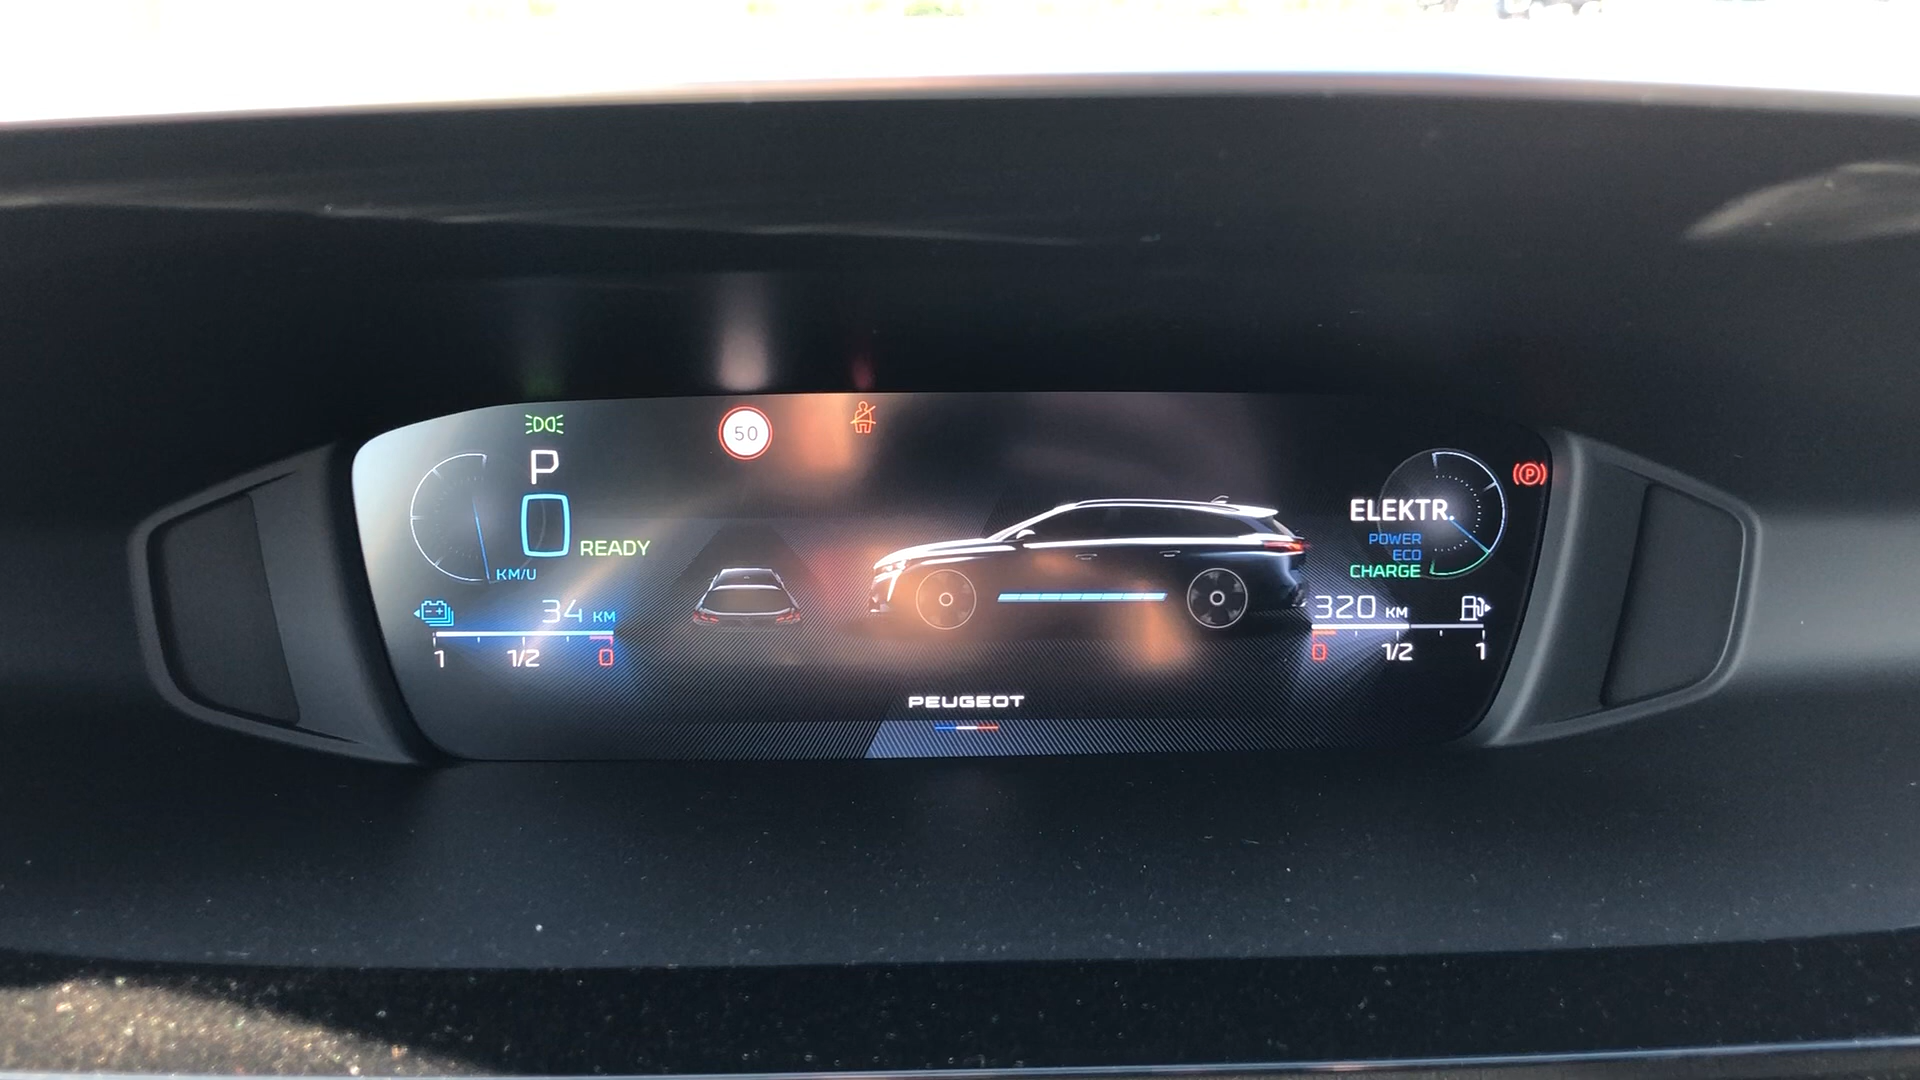 50
P
0
READY
KM/U
34 KM
1 1/2 0
ELEKTR.
POWER
ECO
CHARGE
P
320 KM
0 1/2 1
PEUGEOT